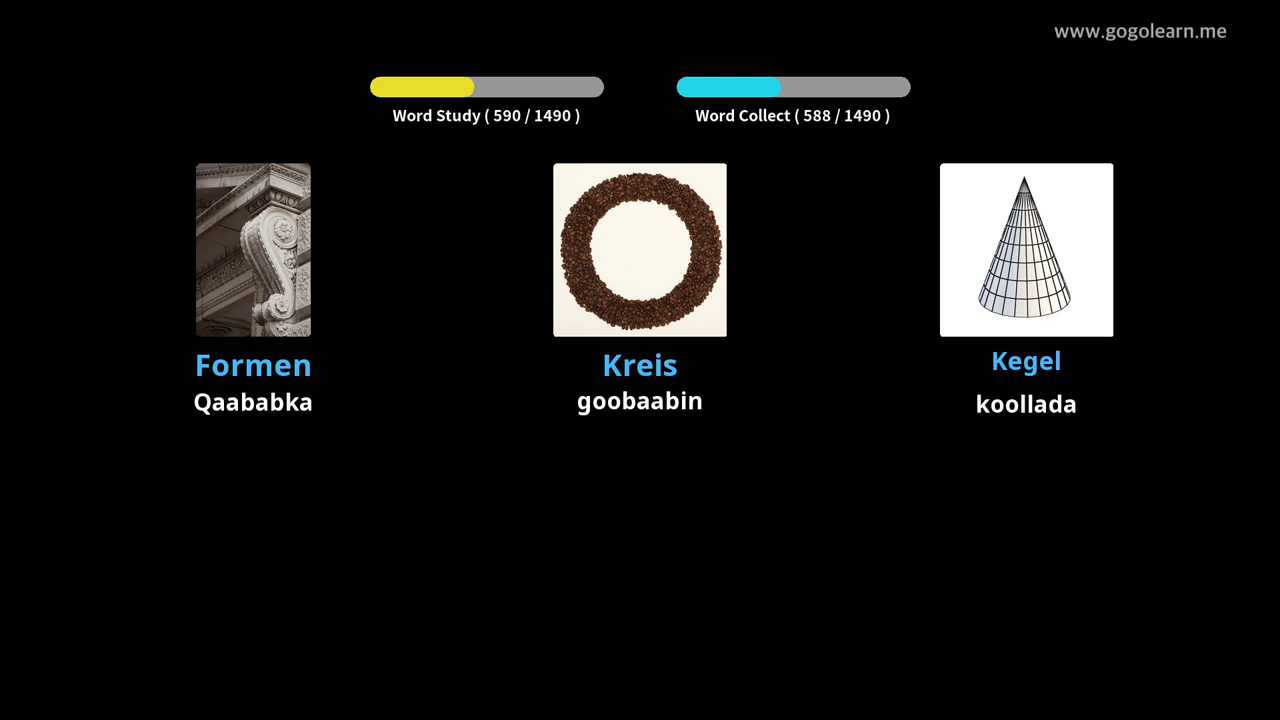 www.gogolearn.me
Word Study ( 590 / 1490 )
Word Collect ( 588 / 1490 )
Formen
Qaababka
Kreis
goobaabin
Kegel
koollada